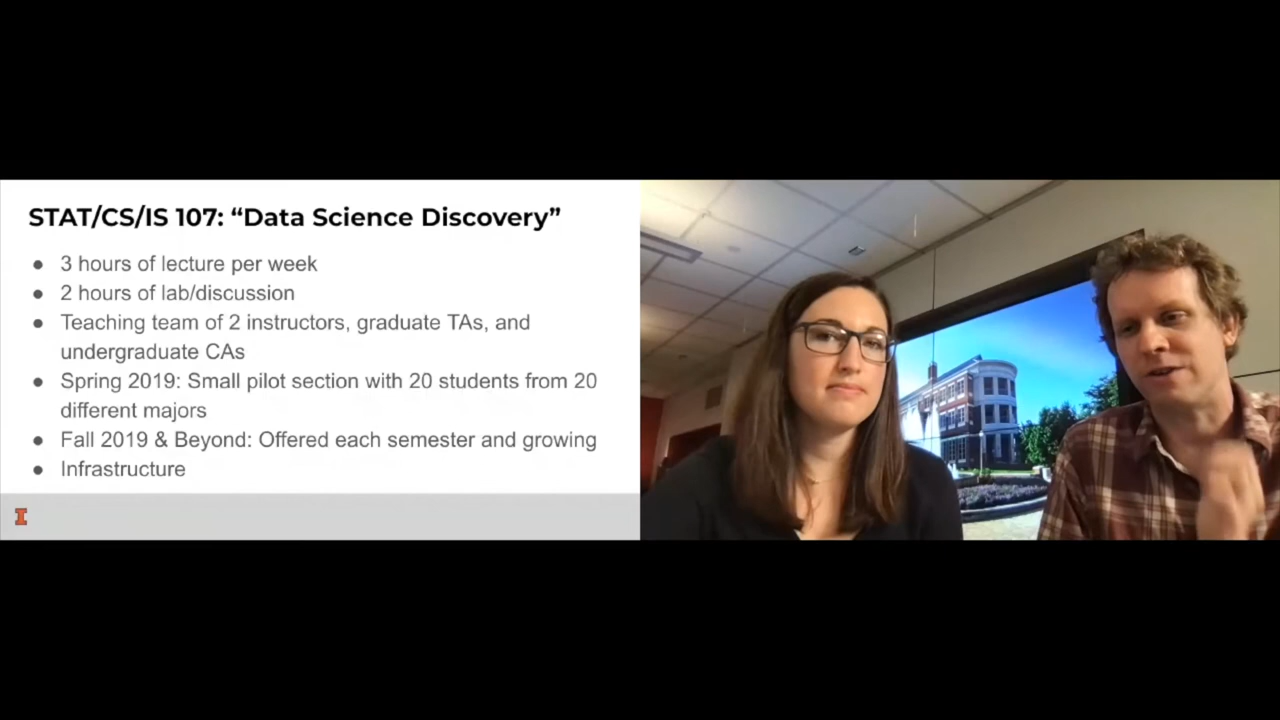 STAT/CS/IS 107: “Data Science Discovery”
● 3 hours of lecture per week
● 2 hours of lab/discussion
● Teaching team of 2 instructors, graduate TAs, and
undergraduate CAs
● Spring 2019: Small pilot section with 20 students from 20
different majors
● Fall 2019 & Beyond: Offered each semester and growing
● Infrastructure
I